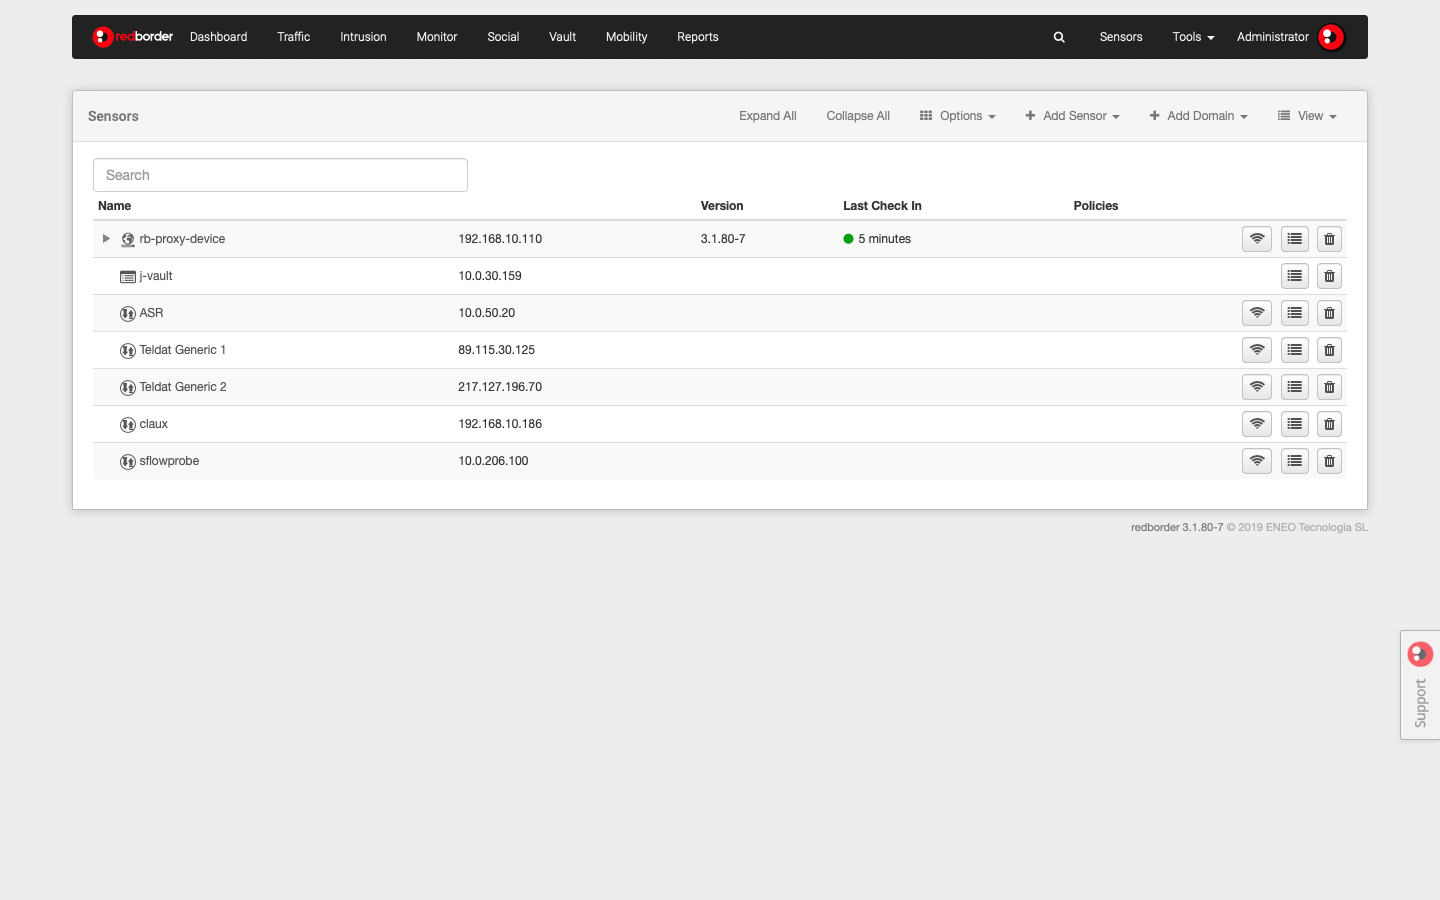 redborder Dashboard Traffic Intrusion Monitor Social Vault Mobility Reports Sensors Tools Administrator
Sensors Expand All Collapse All Options Add Sensor Add Domain View
Search
Name Version Last Check In Policies
rb-proxy-device 192.168.10.110 3.1.80-7 5 minutes
j-vault 10.0.30.159
ASR 10.0.50.20
Teldat Generic 1 89.115.30.125
Teldat Generic 2 217.127.196.70
claux 192.168.10.186
sflowprobe 10.0.206.100
redborder 3.1.80-7 © 2019 ENEO Tecnologia SL
Support